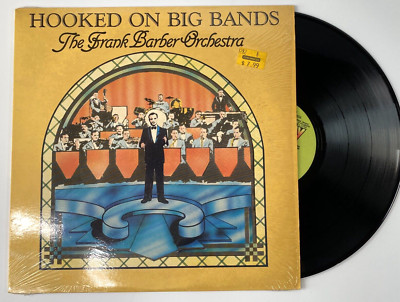 HOOKED ON BIG BANDS
The Frank Barber Orchestra
$7.99